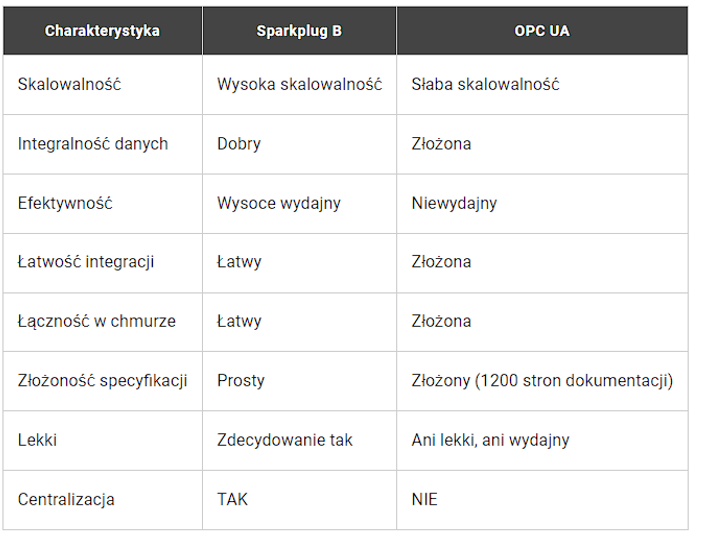 Charakterystyka Sparkplug B OPC UA
Skalowalność Wysoka skalowalność Słaba skalowalność
Integralność danych Dobry Złożona
Efektywność Wysoce wydajny Niewydajny
Łatwość integracji Łatwy Złożona
Łączność w chmurze Łatwy Złożona
Złożoność specyfikacji Prosty Złożony (1200 stron dokumentacji)
Lekki Zdecydowanie tak Ani lekki, ani wydajny
Centralizacja TAK NIE